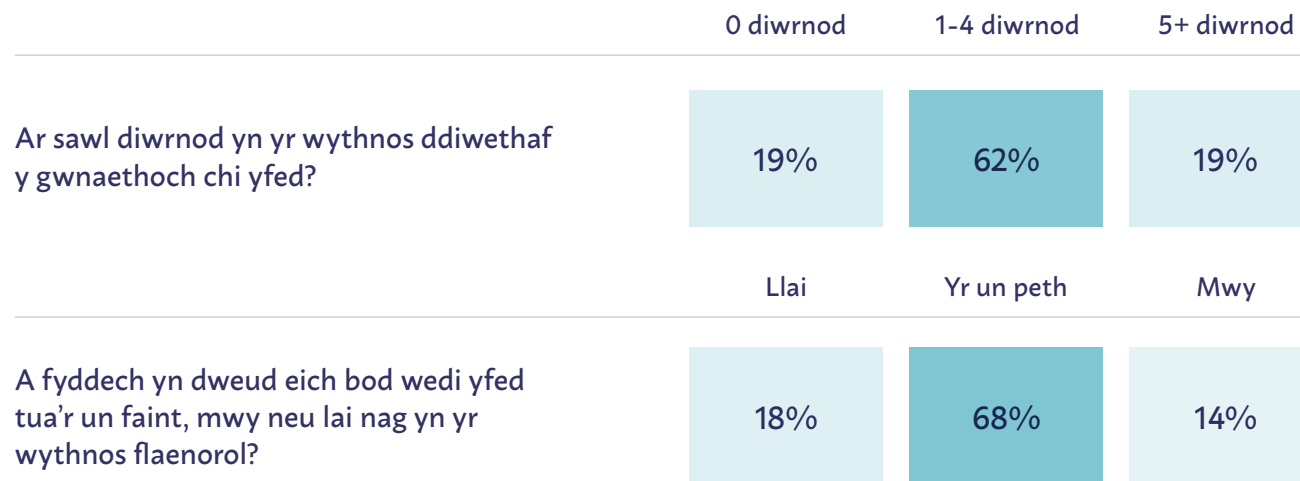 0 diwrnod 1-4 diwrnod 5+ diwrnod
Ar sawl diwrnod yn yr wythnos ddiwethaf
y gwnaethoch chi yfed?
19% 62% 19%
Llai Yr un peth Mwy
A fyddech yn dweud eich bod wedi yfed
tua'r un faint, mwy neu lai nag yn yr
wythnos flaenorol?
18% 68% 14%